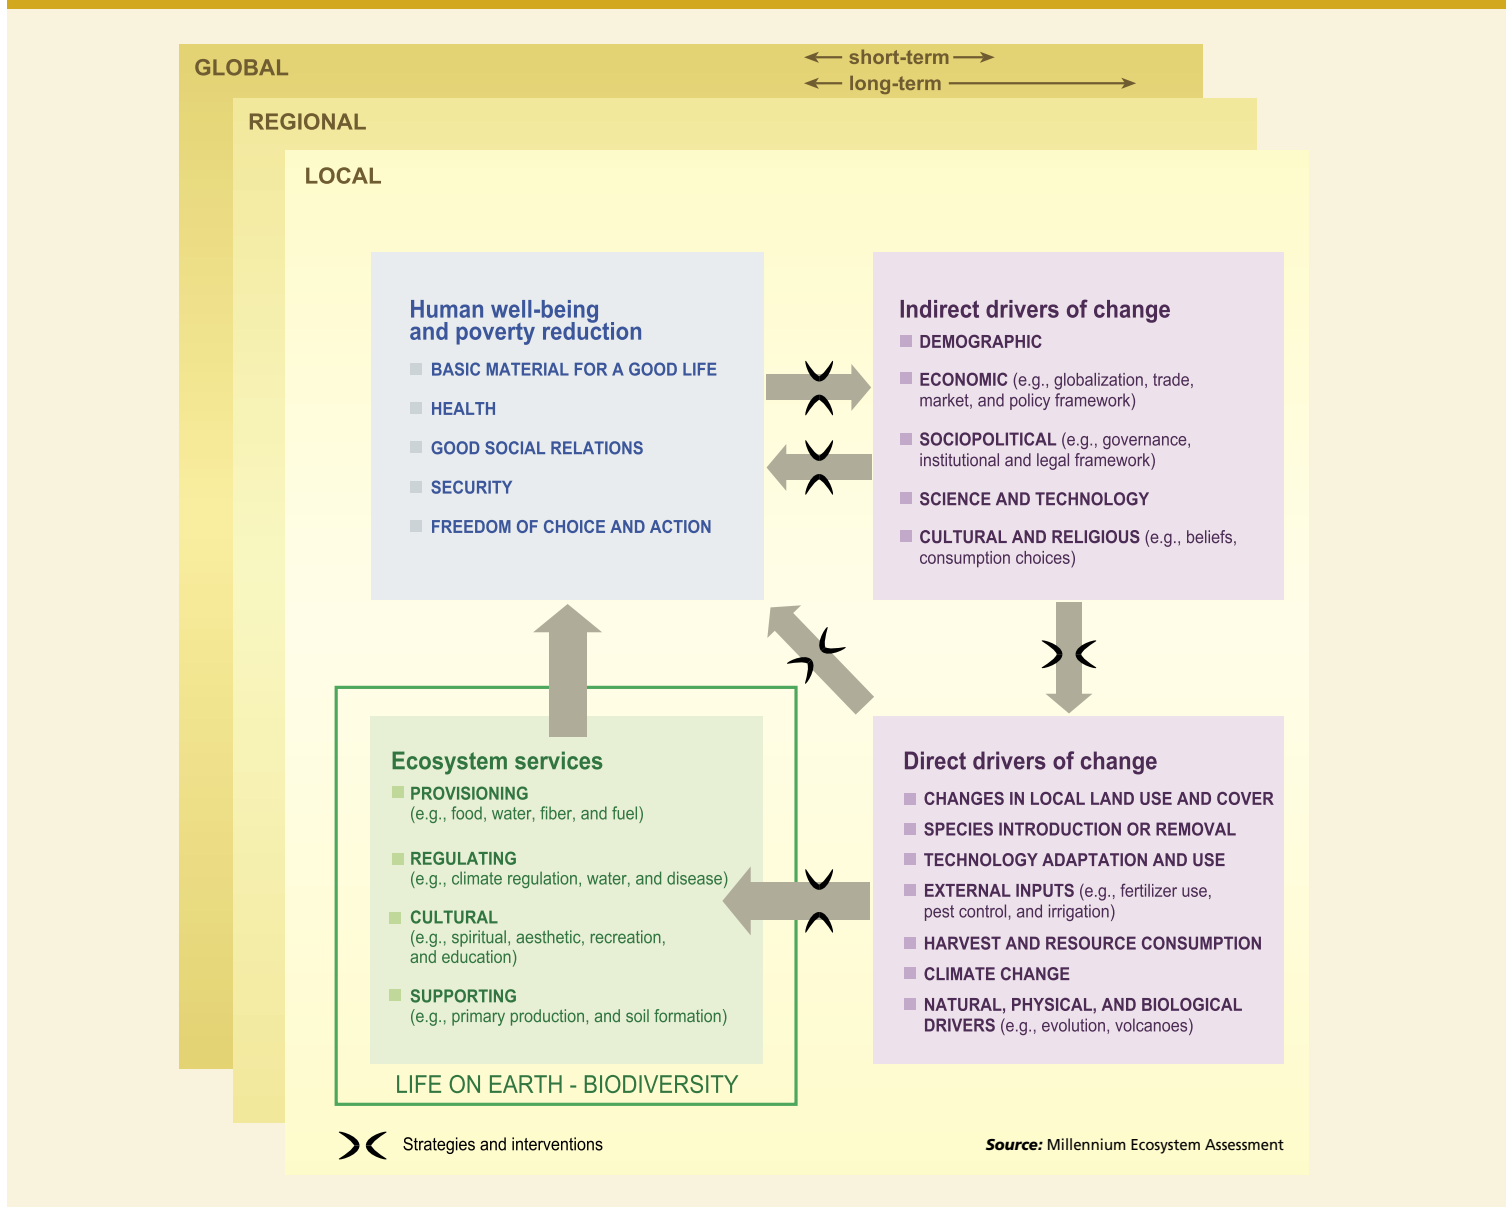 GLOBAL
short-term
long-term
REGIONAL
LOCAL
Human well-being
and poverty reduction
BASIC MATERIAL FOR A GOOD LIFE
HEALTH
GOOD SOCIAL RELATIONS
SECURITY
FREEDOM OF CHOICE AND ACTION
Indirect drivers of change
DEMOGRAPHIC
ECONOMIC (e.g., globalization, trade,
market, and policy framework)
SOCIOPOLITICAL (e.g., governance,
institutional and legal framework)
SCIENCE AND TECHNOLOGY
CULTURAL AND RELIGIOUS (e.g., beliefs,
consumption choices)
Ecosystem services
PROVISIONING
(e.g., food, water, fiber, and fuel)
REGULATING
(e.g., climate regulation, water, and disease)
CULTURAL
(e.g., spiritual, aesthetic, recreation,
and education)
SUPPORTING
(e.g., primary production, and soil formation)
LIFE ON EARTH - BIODIVERSITY
Direct drivers of change
CHANGES IN LOCAL LAND USE AND COVER
SPECIES INTRODUCTION OR REMOVAL
TECHNOLOGY ADAPTATION AND USE
EXTERNAL INPUTS (e.g., fertilizer use,
pest control, and irrigation)
HARVEST AND RESOURCE CONSUMPTION
CLIMATE CHANGE
NATURAL, PHYSICAL, AND BIOLOGICAL
DRIVERS (e.g., evolution, volcanoes)
Strategies and interventions
Source: Millennium Ecosystem Assessment